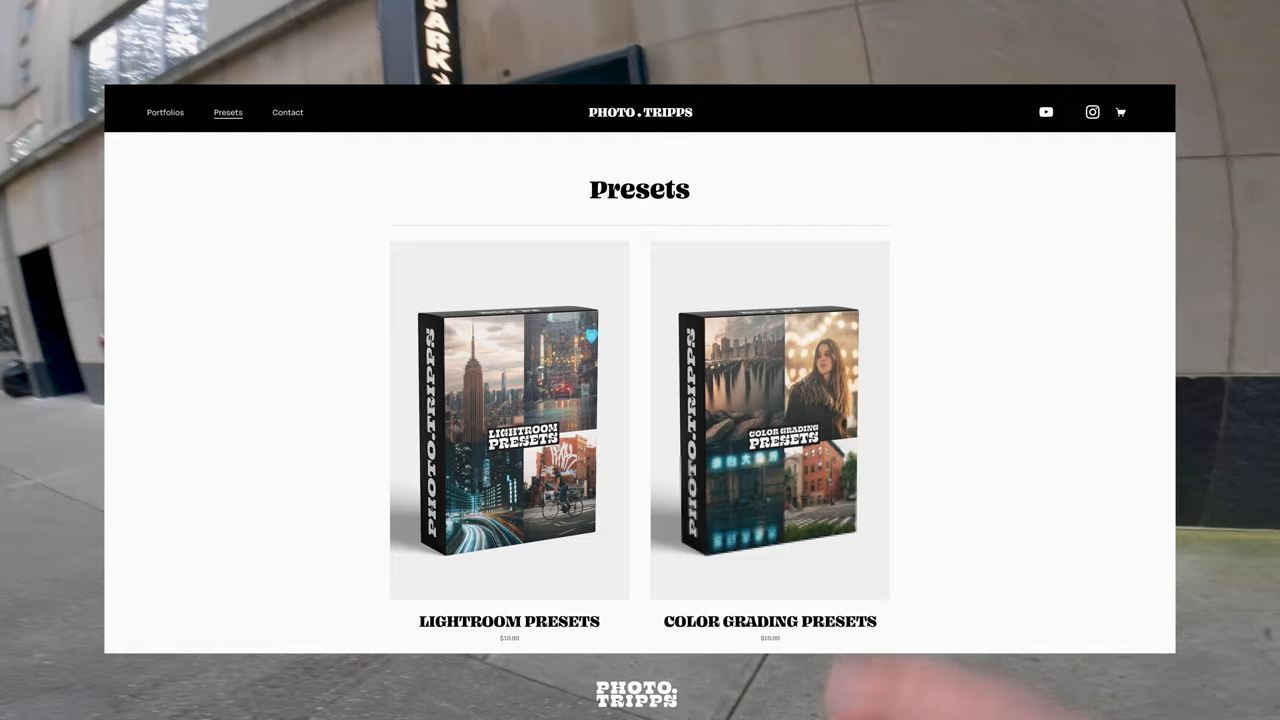 PARK
Portfolios
Presets
Contact
PHOTO.TRIPPS
Presets
PHOTO.TRIPPS
LIGHTROOM
PRESETS
PHOTO.TRIPPS
COLOR GRADING
PRESETS
LIGHTROOM PRESETS
COLOR GRADING PRESETS
$19.99
$19.99
PHOTO.
TRIPPS